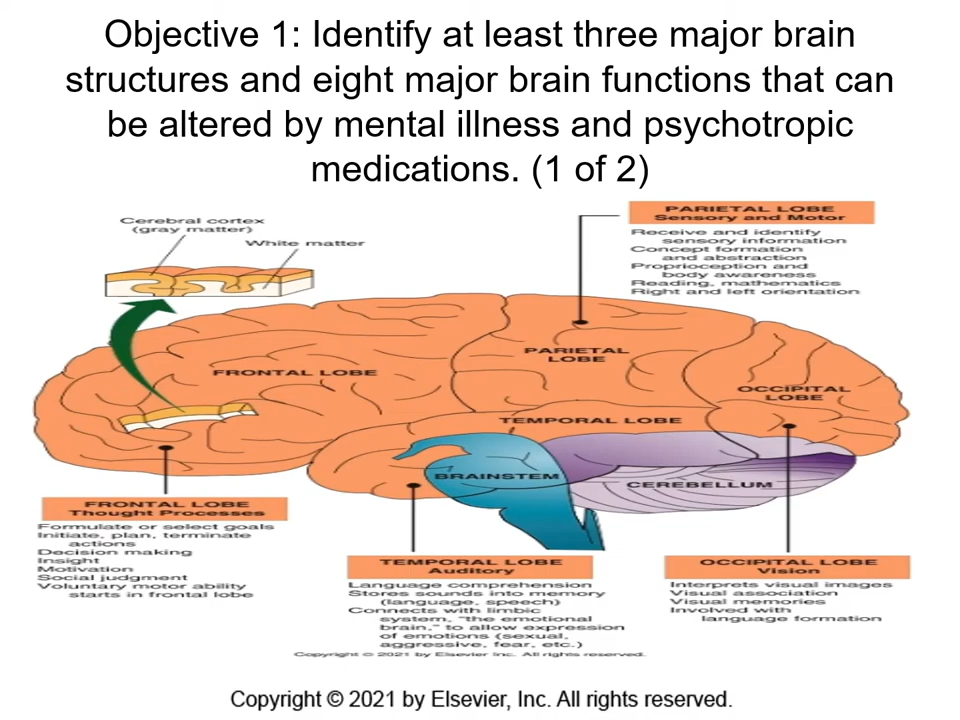 Objective 1: Identify at least three major brain
structures and eight major brain functions that can
be altered by mental illness and psychotropic
medications. (1 of 2)
Cerebral cortex
(gray matter)
White matter
PARIETAL LOBE
Sensory and Motor
Receive and identify
sensory information
Concept formation
and abstraction
Proprioception and
body awareness
Reading, mathematics
Right and left orientation
FRONTAL LOBE
PARIETAL
LOBE
OCCIPITAL
LOBE
TEMPORAL LOBE
BRAINSTEM
CEREBELLUM
FRONTAL LOBE
Thought Processes
Formulate or select goals
Initiate, plan, terminate
actions
Decision making
Insight
Motivation
Social judgment
Voluntary motor ability
starts in frontal lobe
TEMPORAL LOBE
Auditory
Language comprehension
Stores sounds into memory
(language, speech)
Connects with limbic
system, "the emotional
brain," to allow expression
of emotions (sexual,
aggressive, fear, etc.)
OCCIPITAL LOBE
Vision
Interprets visual images
Visual association
Visual memories
Involved with
language formation
Copyright © 2021 by Elsevier Inc. All rights reserved.
Copyright © 2021 by Elsevier, Inc. All rights reserved.